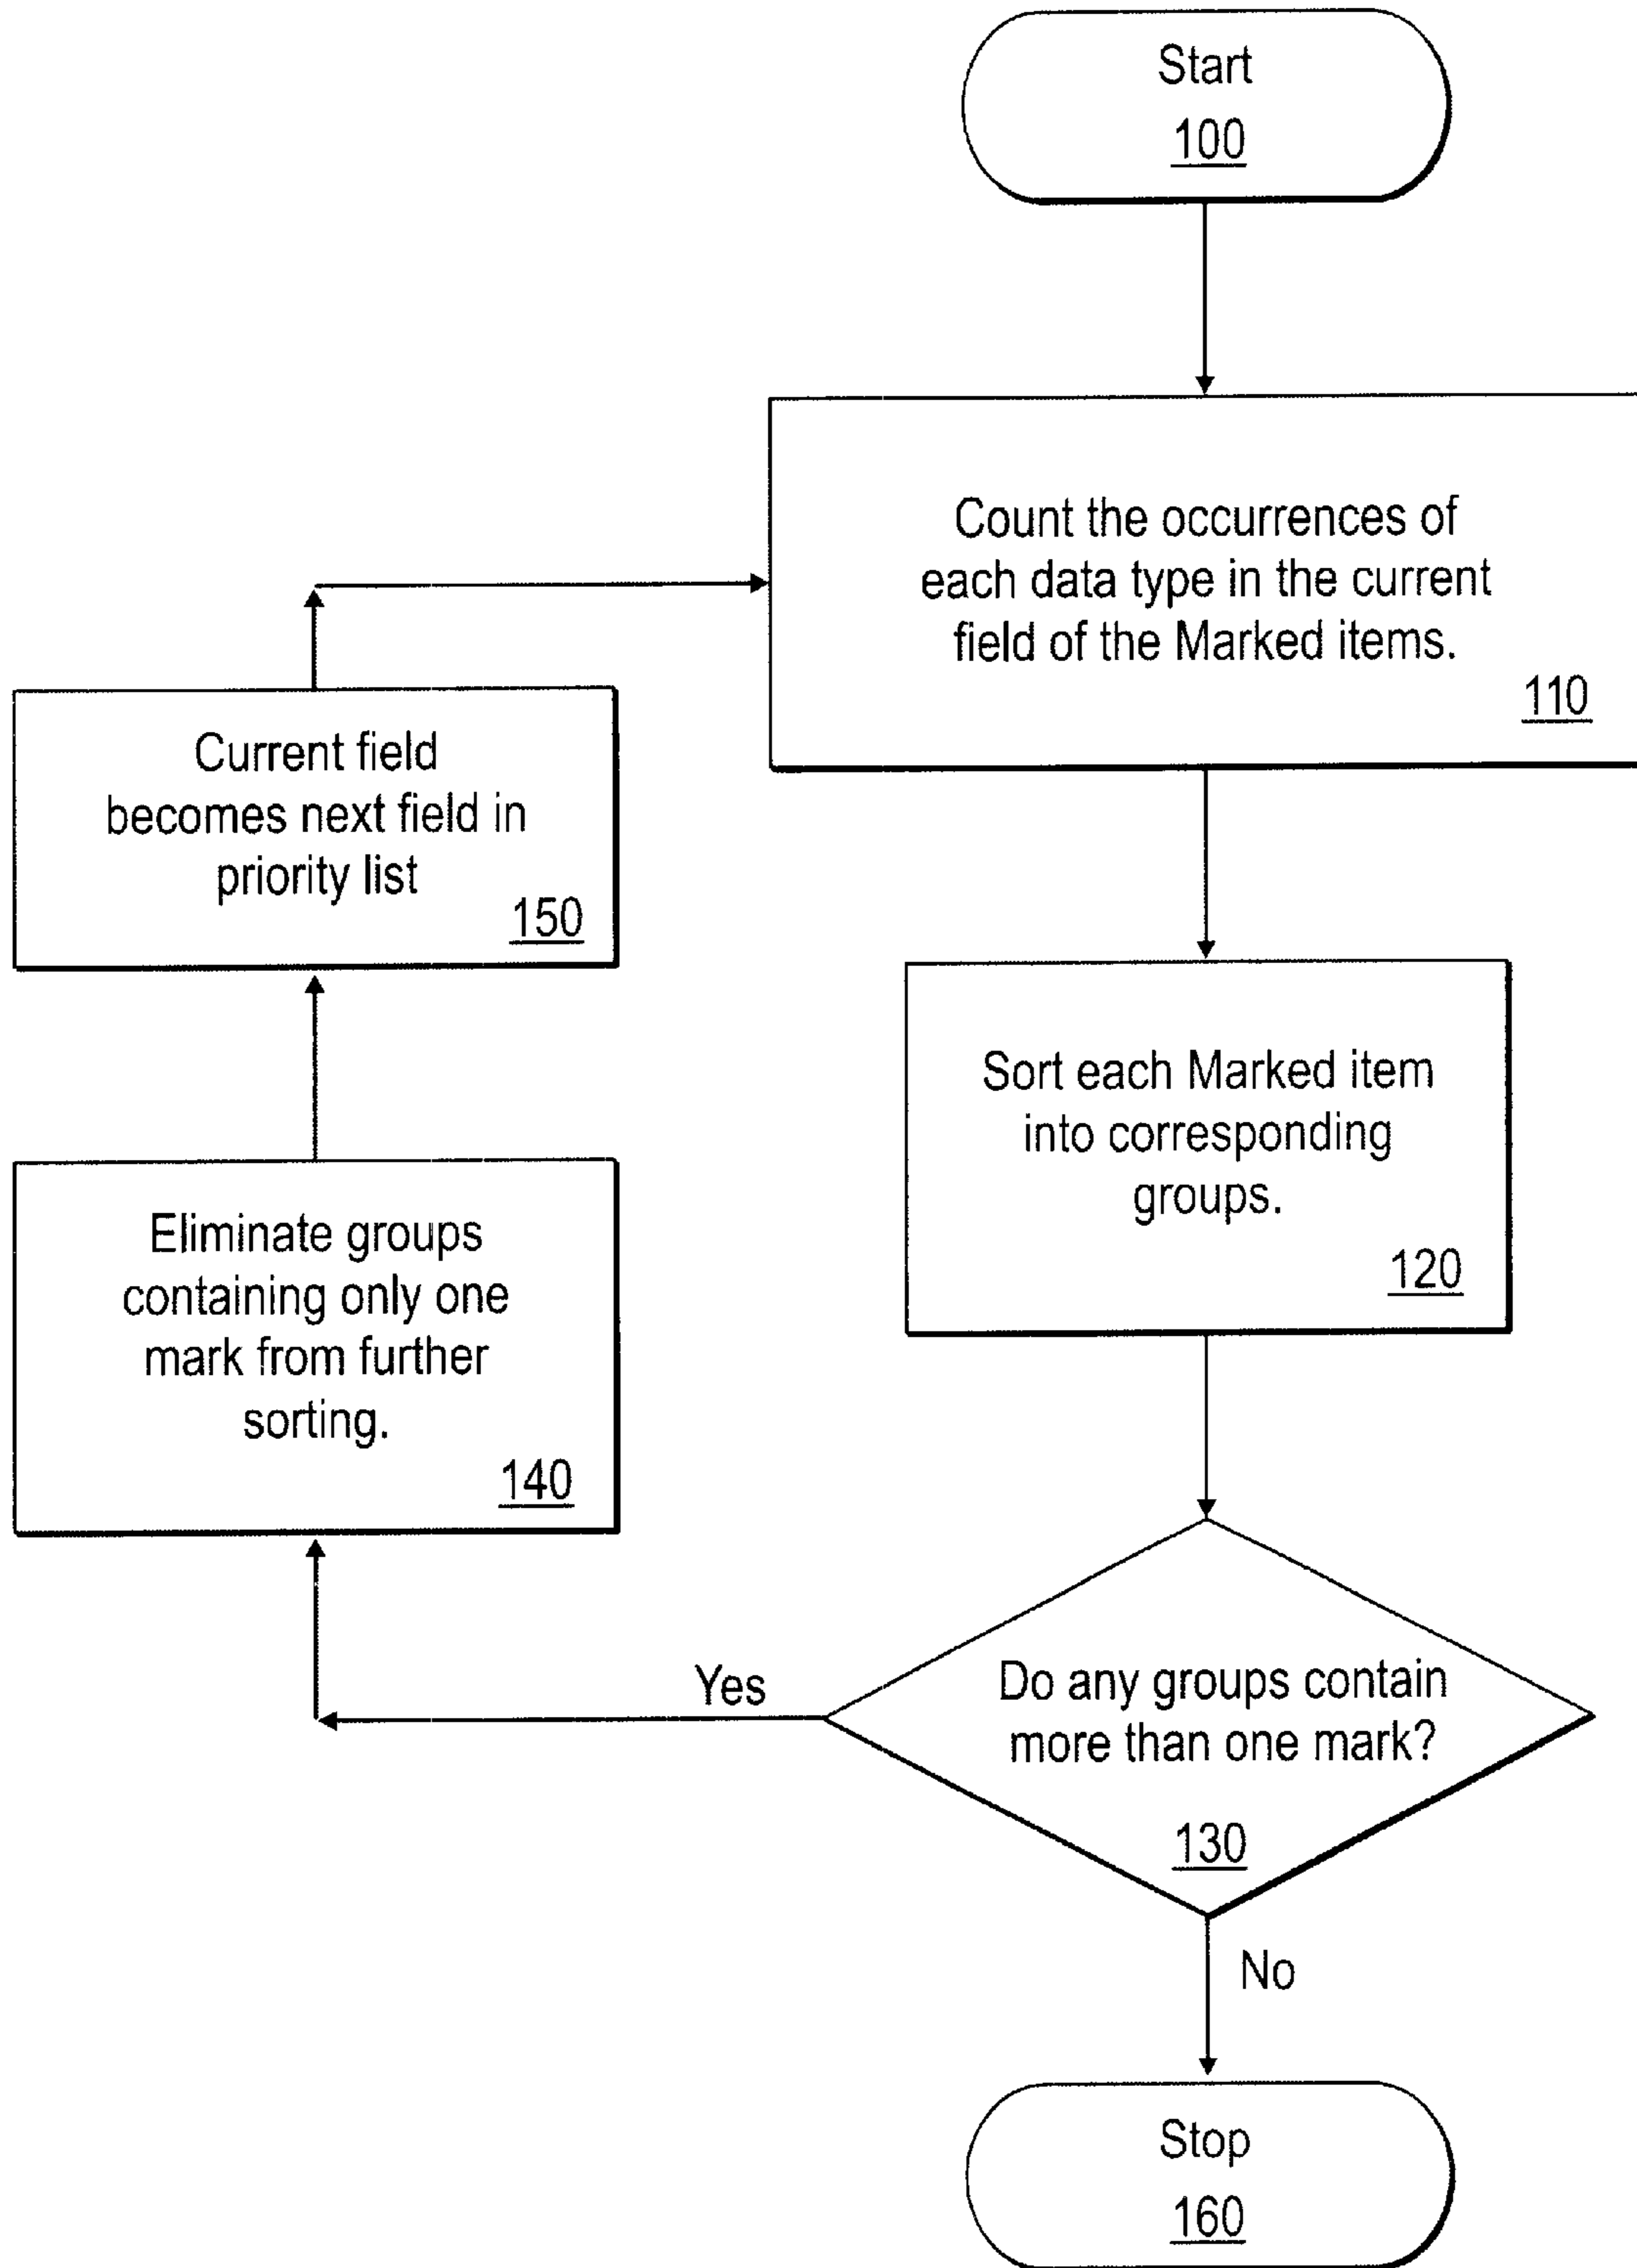 Start
100
Count the occurrences of
each data type in the current
field of the Marked items.
110
Current field
becomes next field in
priority list
150
Sort each Marked item
into corresponding
groups.
120
Eliminate groups
containing only one
mark from further
sorting.
140
Yes
Do any groups contain
more than one mark?
130
No
Stop
160